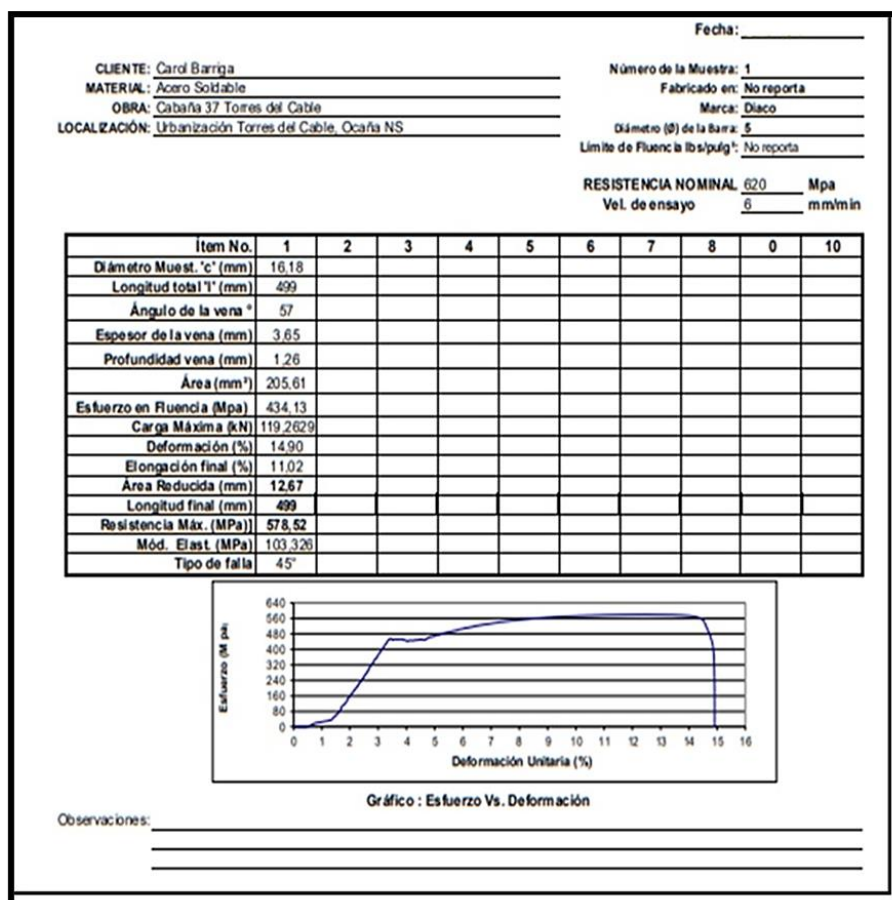 Fecha:
CLIENTE: Carol Barriga
Número de la Muestra: 1
MATERIAL: Acero Soldable
Fabricado en: No reporta
OBRA: Cabaña 37 Torres del Cable
Marca: Diaco
LOCALIZACIÓN: Urbanización Torres del Cable, Ocaña NS
Diámetro (Ø) de la Barra: 5
Límite de Fluencia lbs/pulg²: No reporta
RESISTENCIA NOMINAL 620 Mpa
Vel. de ensayo 6 mm/min
Ítem No. 1 2 3 4 5 6 7 8 0 10
Diámetro Muest. 'c' (mm) 16,18
Longitud total 'l' (mm) 499
Ángulo de la vena ° 57
Espesor de la vena (mm) 3,65
Profundidad vena (mm) 1,26
Área (mm²) 205,61
Esfuerzo en Fluencia (Mpa) 434,13
Carga Máxima (kN) 119,2629
Deformación (%) 14,90
Elongación final (%) 11,02
Área Reducida (mm) 12,67
Longitud final (mm) 499
Resistencia Máx. (MPa)] 578,52
Mód. Elast. (MPa) 103,326
Tipo de falla 45°
Esfuerzo (M pa)
640
560
480
400
320
240
160
80
0
0 1 2 3 4 5 6 7 8 9 10 11 12 13 14 15 16
Deformación Unitaria (%)
Gráfico : Esfuerzo Vs. Deformación
Observaciones: